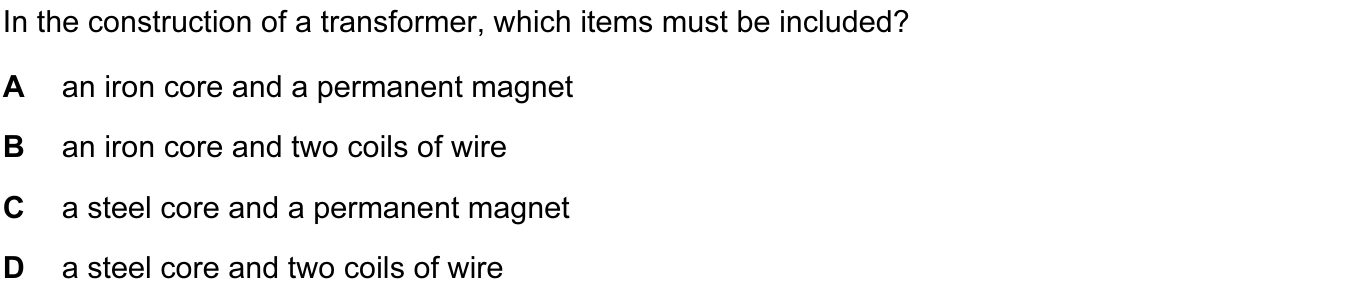 In the construction of a transformer, which items must be included?
A an iron core and a permanent magnet
B an iron core and two coils of wire
C a steel core and a permanent magnet
D a steel core and two coils of wire